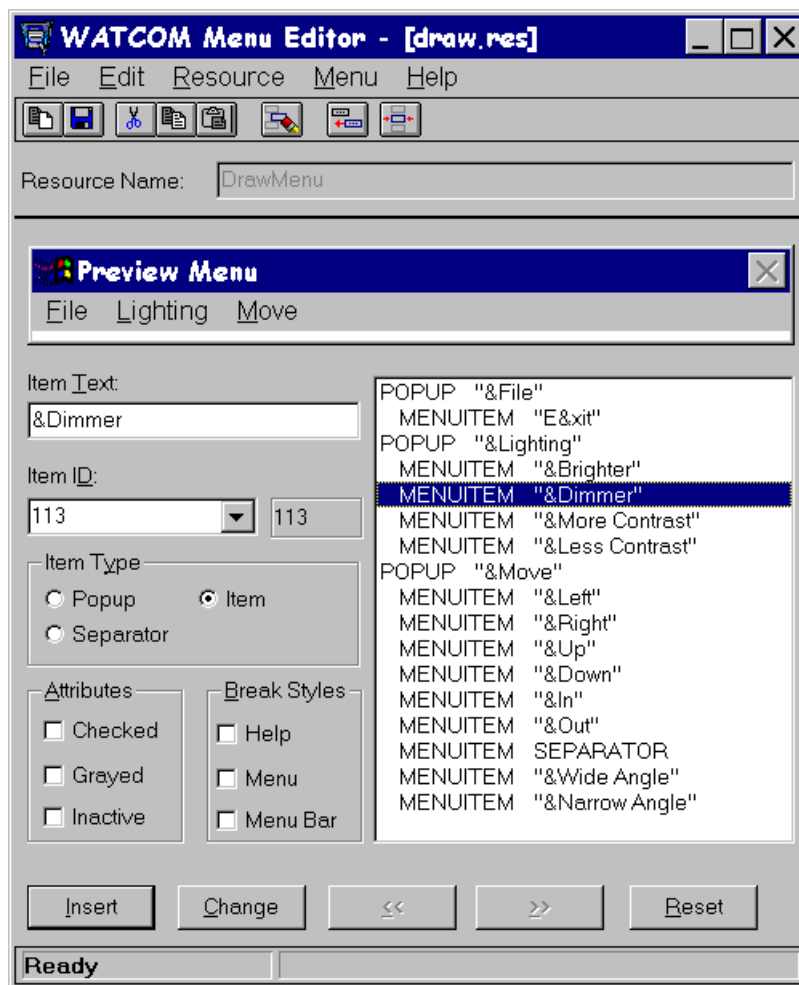 WATCOM Menu Editor - [draw.res]
File Edit Resource Menu Help
Resource Name: DrawMenu
Preview Menu
File Lighting Move
Item Text:
&Dimmer
Item ID:
113 113
Item Type
Popup Item
Separator
Attributes
Checked
Grayed
Inactive
Break Styles
Help
Menu
Menu Bar
POPUP "&File"
MENUITEM "E&xit"
POPUP "&Lighting"
MENUITEM "&Brighter"
MENUITEM "&Dimmer"
MENUITEM "&More Contrast"
MENUITEM "&Less Contrast"
POPUP "&Move"
MENUITEM "&Left"
MENUITEM "&Right"
MENUITEM "&Up"
MENUITEM "&Down"
MENUITEM "&In"
MENUITEM "&Out"
MENUITEM SEPARATOR
MENUITEM "&Wide Angle"
MENUITEM "&Narrow Angle"
Insert Change << >> Reset
Ready